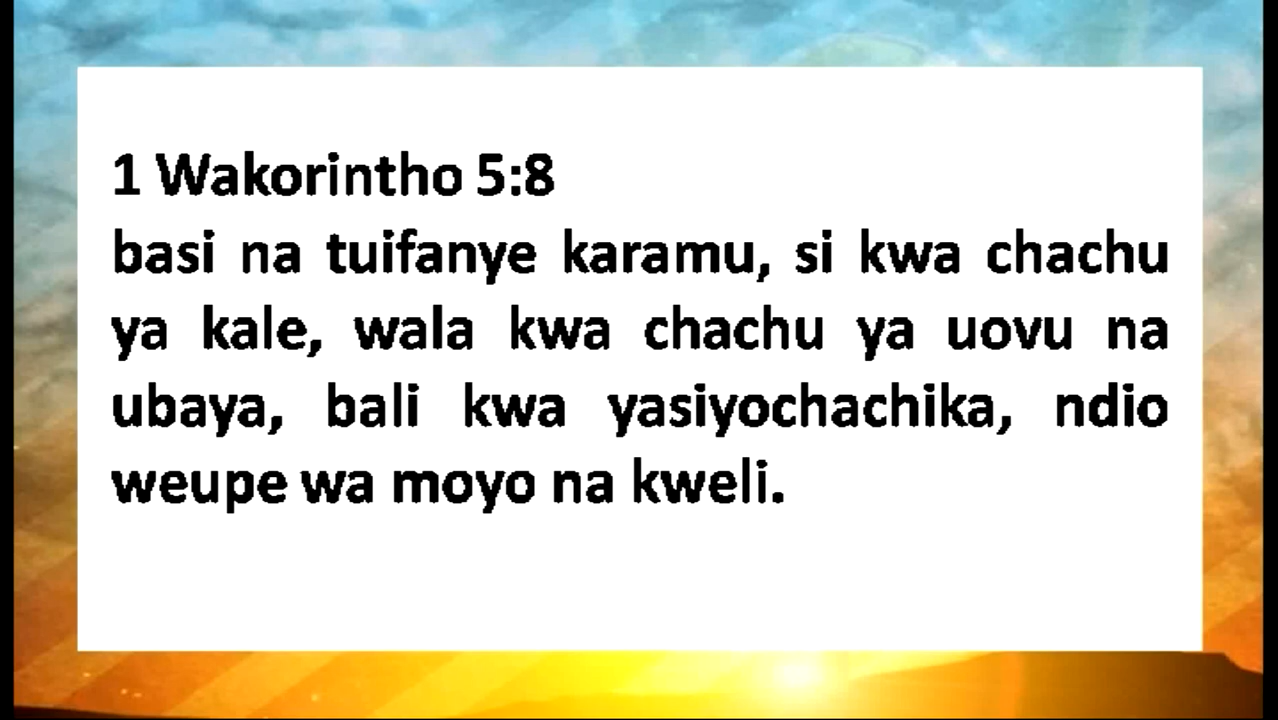 1 Wakorintho 5:8
basi na tuifanye karamu, si kwa chachu
ya kale, wala kwa chachu ya uovu na
ubaya, bali kwa yasiyochachika, ndio
weupe wa moyo na kweli.